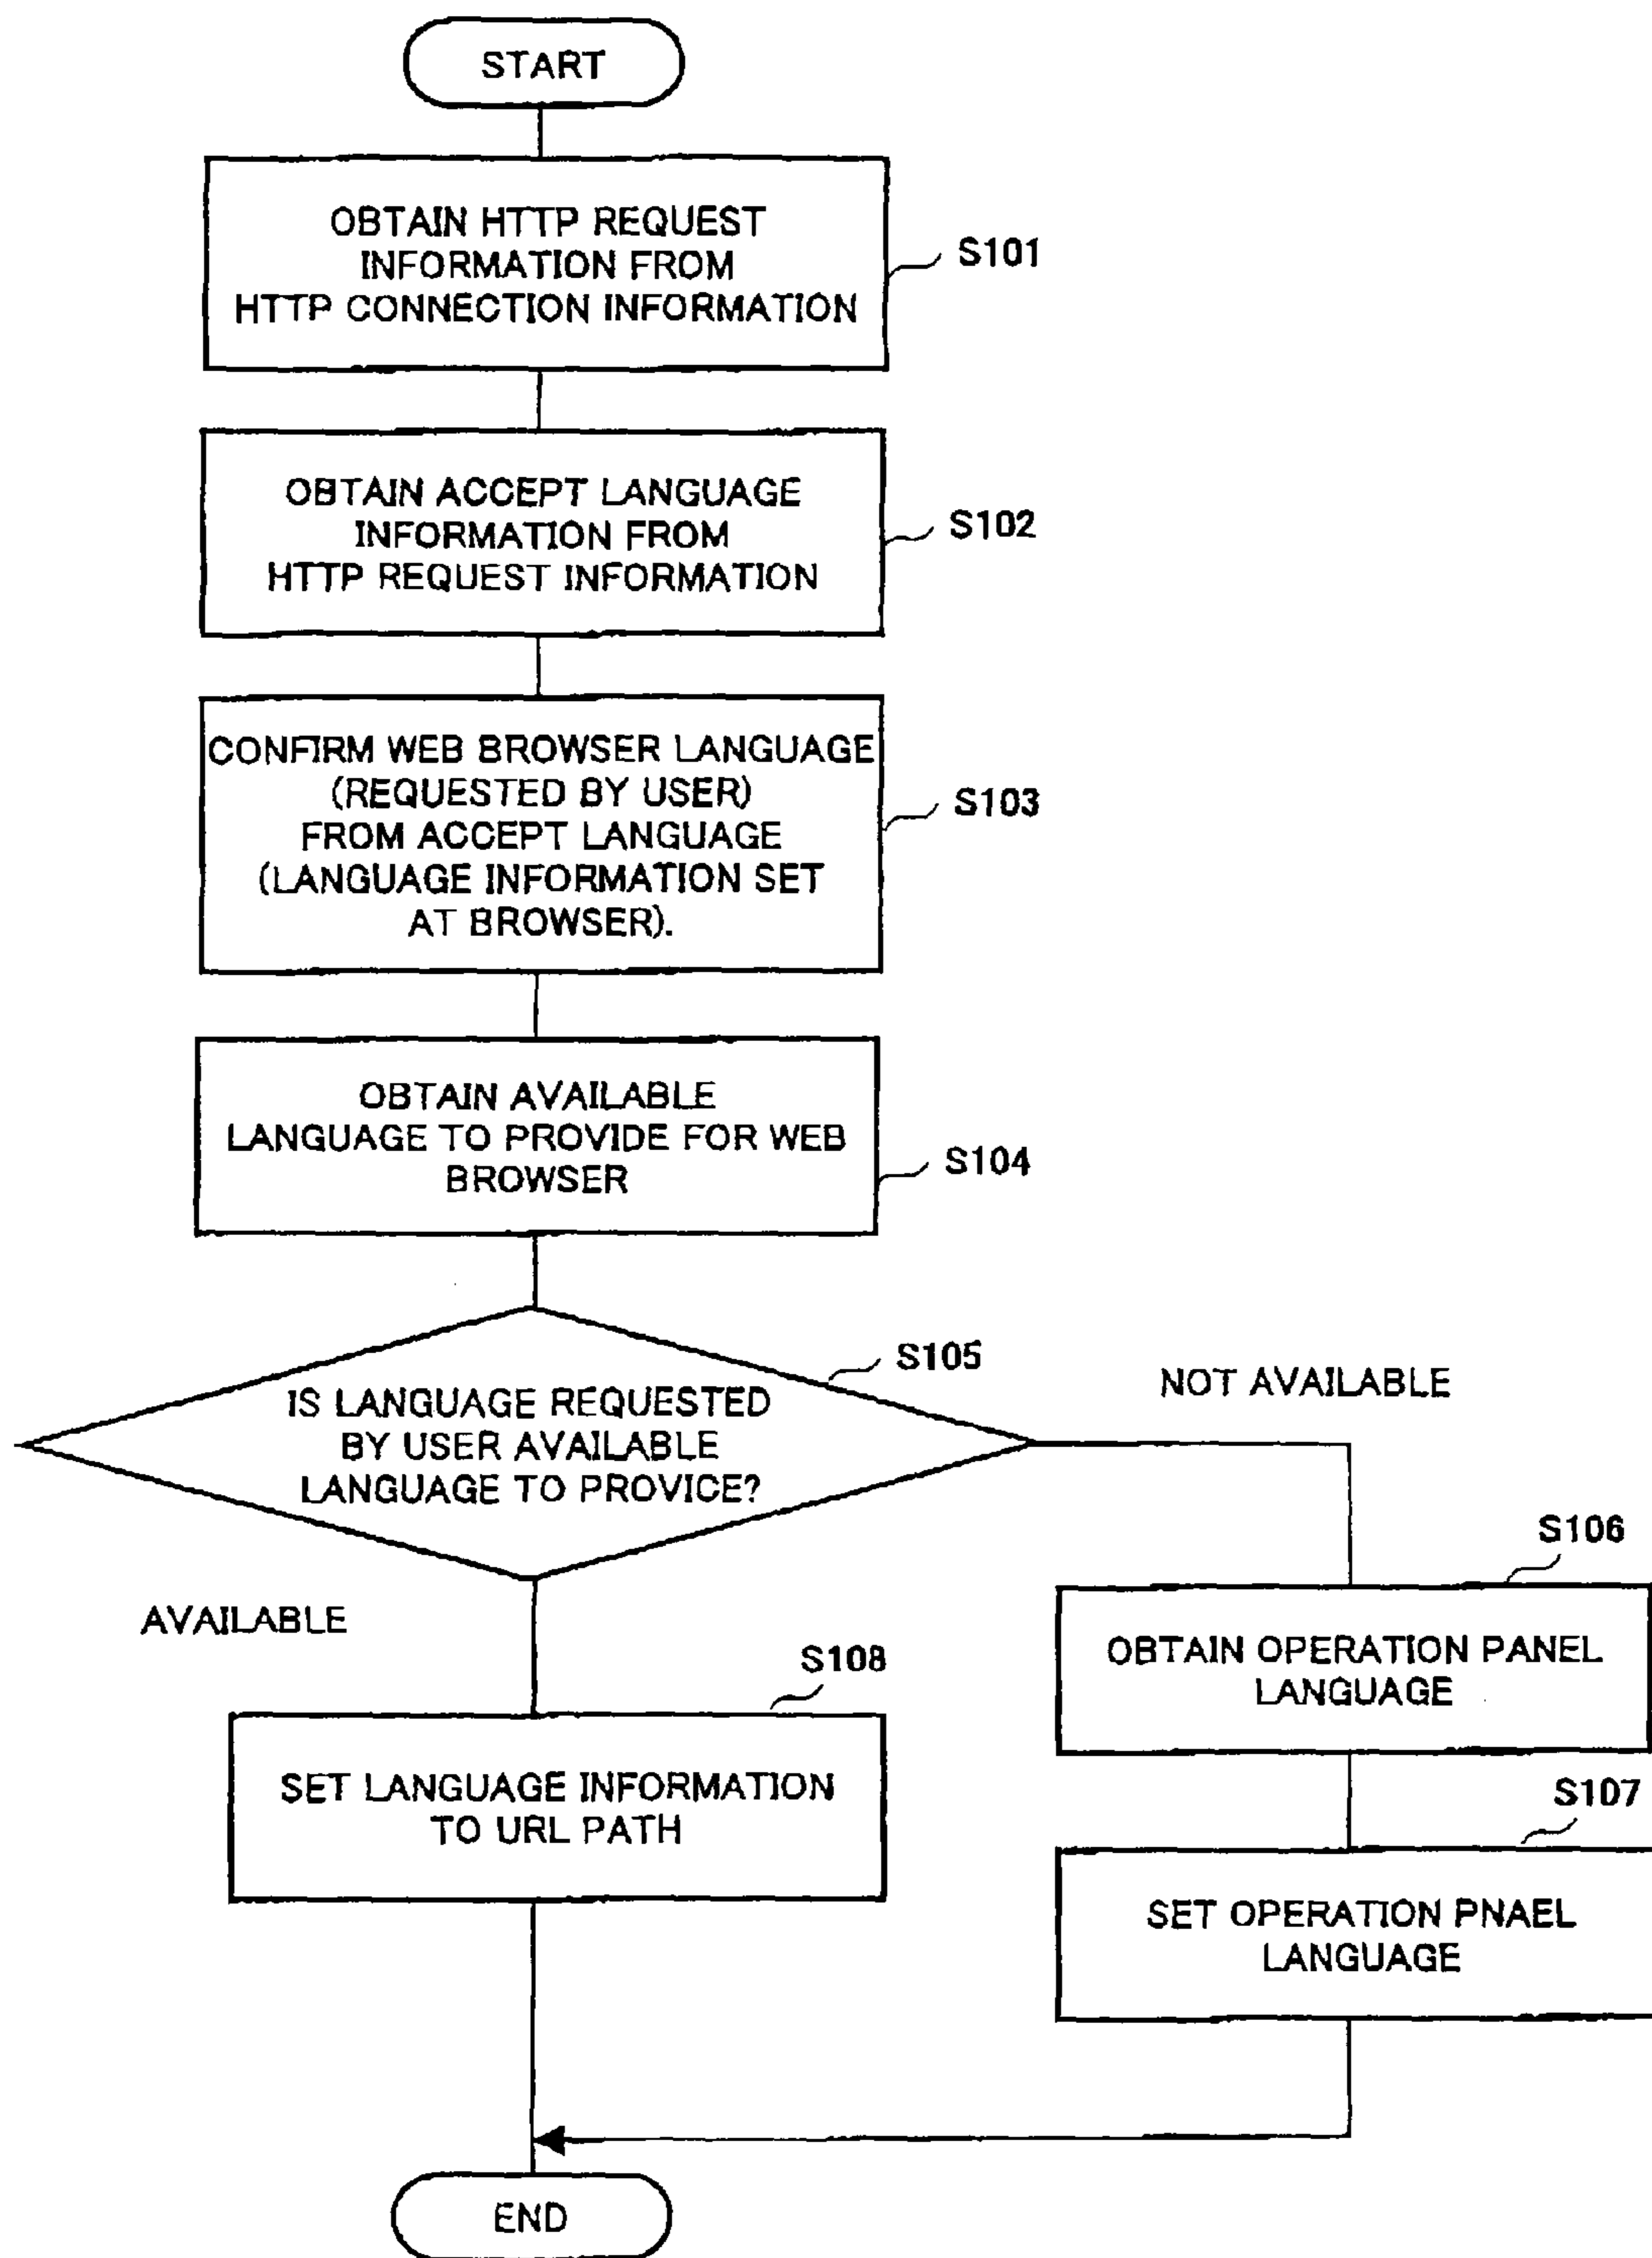 START
OBTAIN HTTP REQUEST
INFORMATION FROM
HTTP CONNECTION INFORMATION
S101
OBTAIN ACCEPT LANGUAGE
INFORMATION FROM
HTTP REQUEST INFORMATION
S102
CONFIRM WEB BROWSER LANGUAGE
(REQUESTED BY USER)
FROM ACCEPT LANGUAGE
(LANGUAGE INFORMATION SET
AT BROWSER).
S103
OBTAIN AVAILABLE
LANGUAGE TO PROVIDE FOR WEB
BROWSER
S104
S105
IS LANGUAGE REQUESTED
BY USER AVAILABLE
LANGUAGE TO PROVICE?
NOT AVAILABLE
AVAILABLE
S106
OBTAIN OPERATION PANEL
LANGUAGE
S108
SET LANGUAGE INFORMATION
TO URL PATH
S107
SET OPERATION PNAEL
LANGUAGE
END